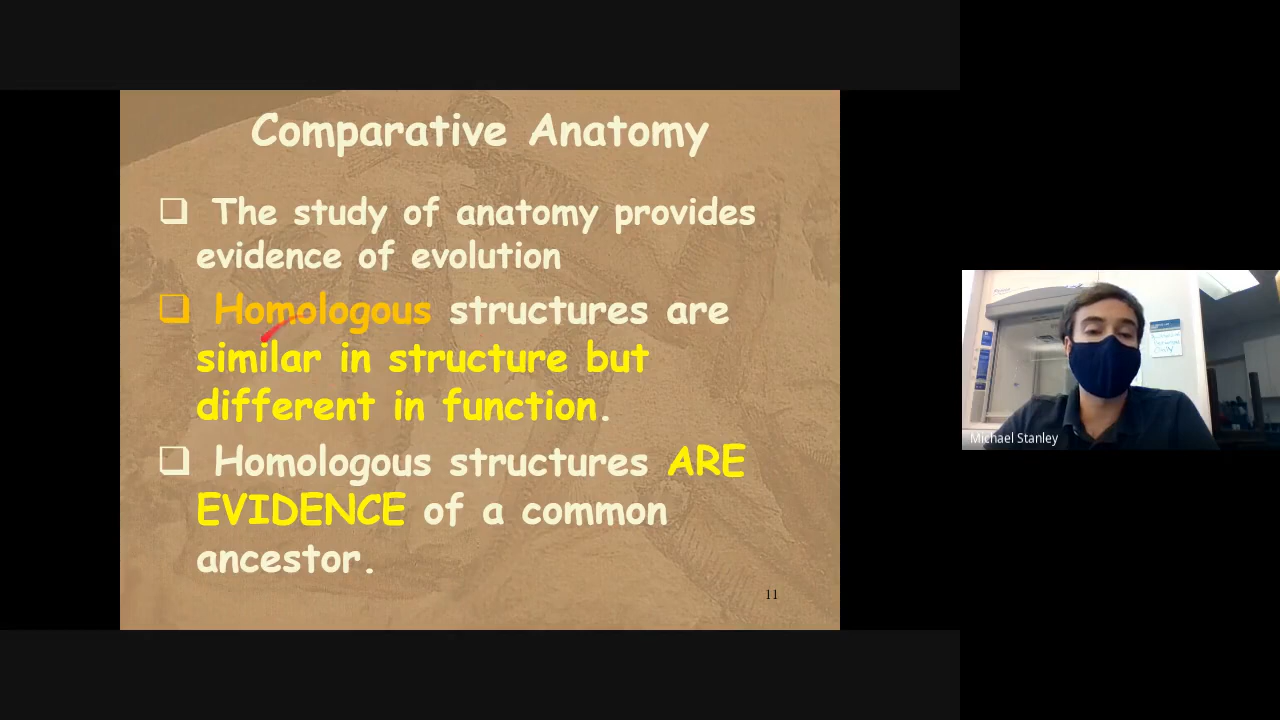 Comparative Anatomy
❑ The study of anatomy provides
evidence of evolution
❑ Homologous structures are
similar in structure but
different in function.
❑ Homologous structures ARE
EVIDENCE of a common
ancestor.
11
Michael Stanley